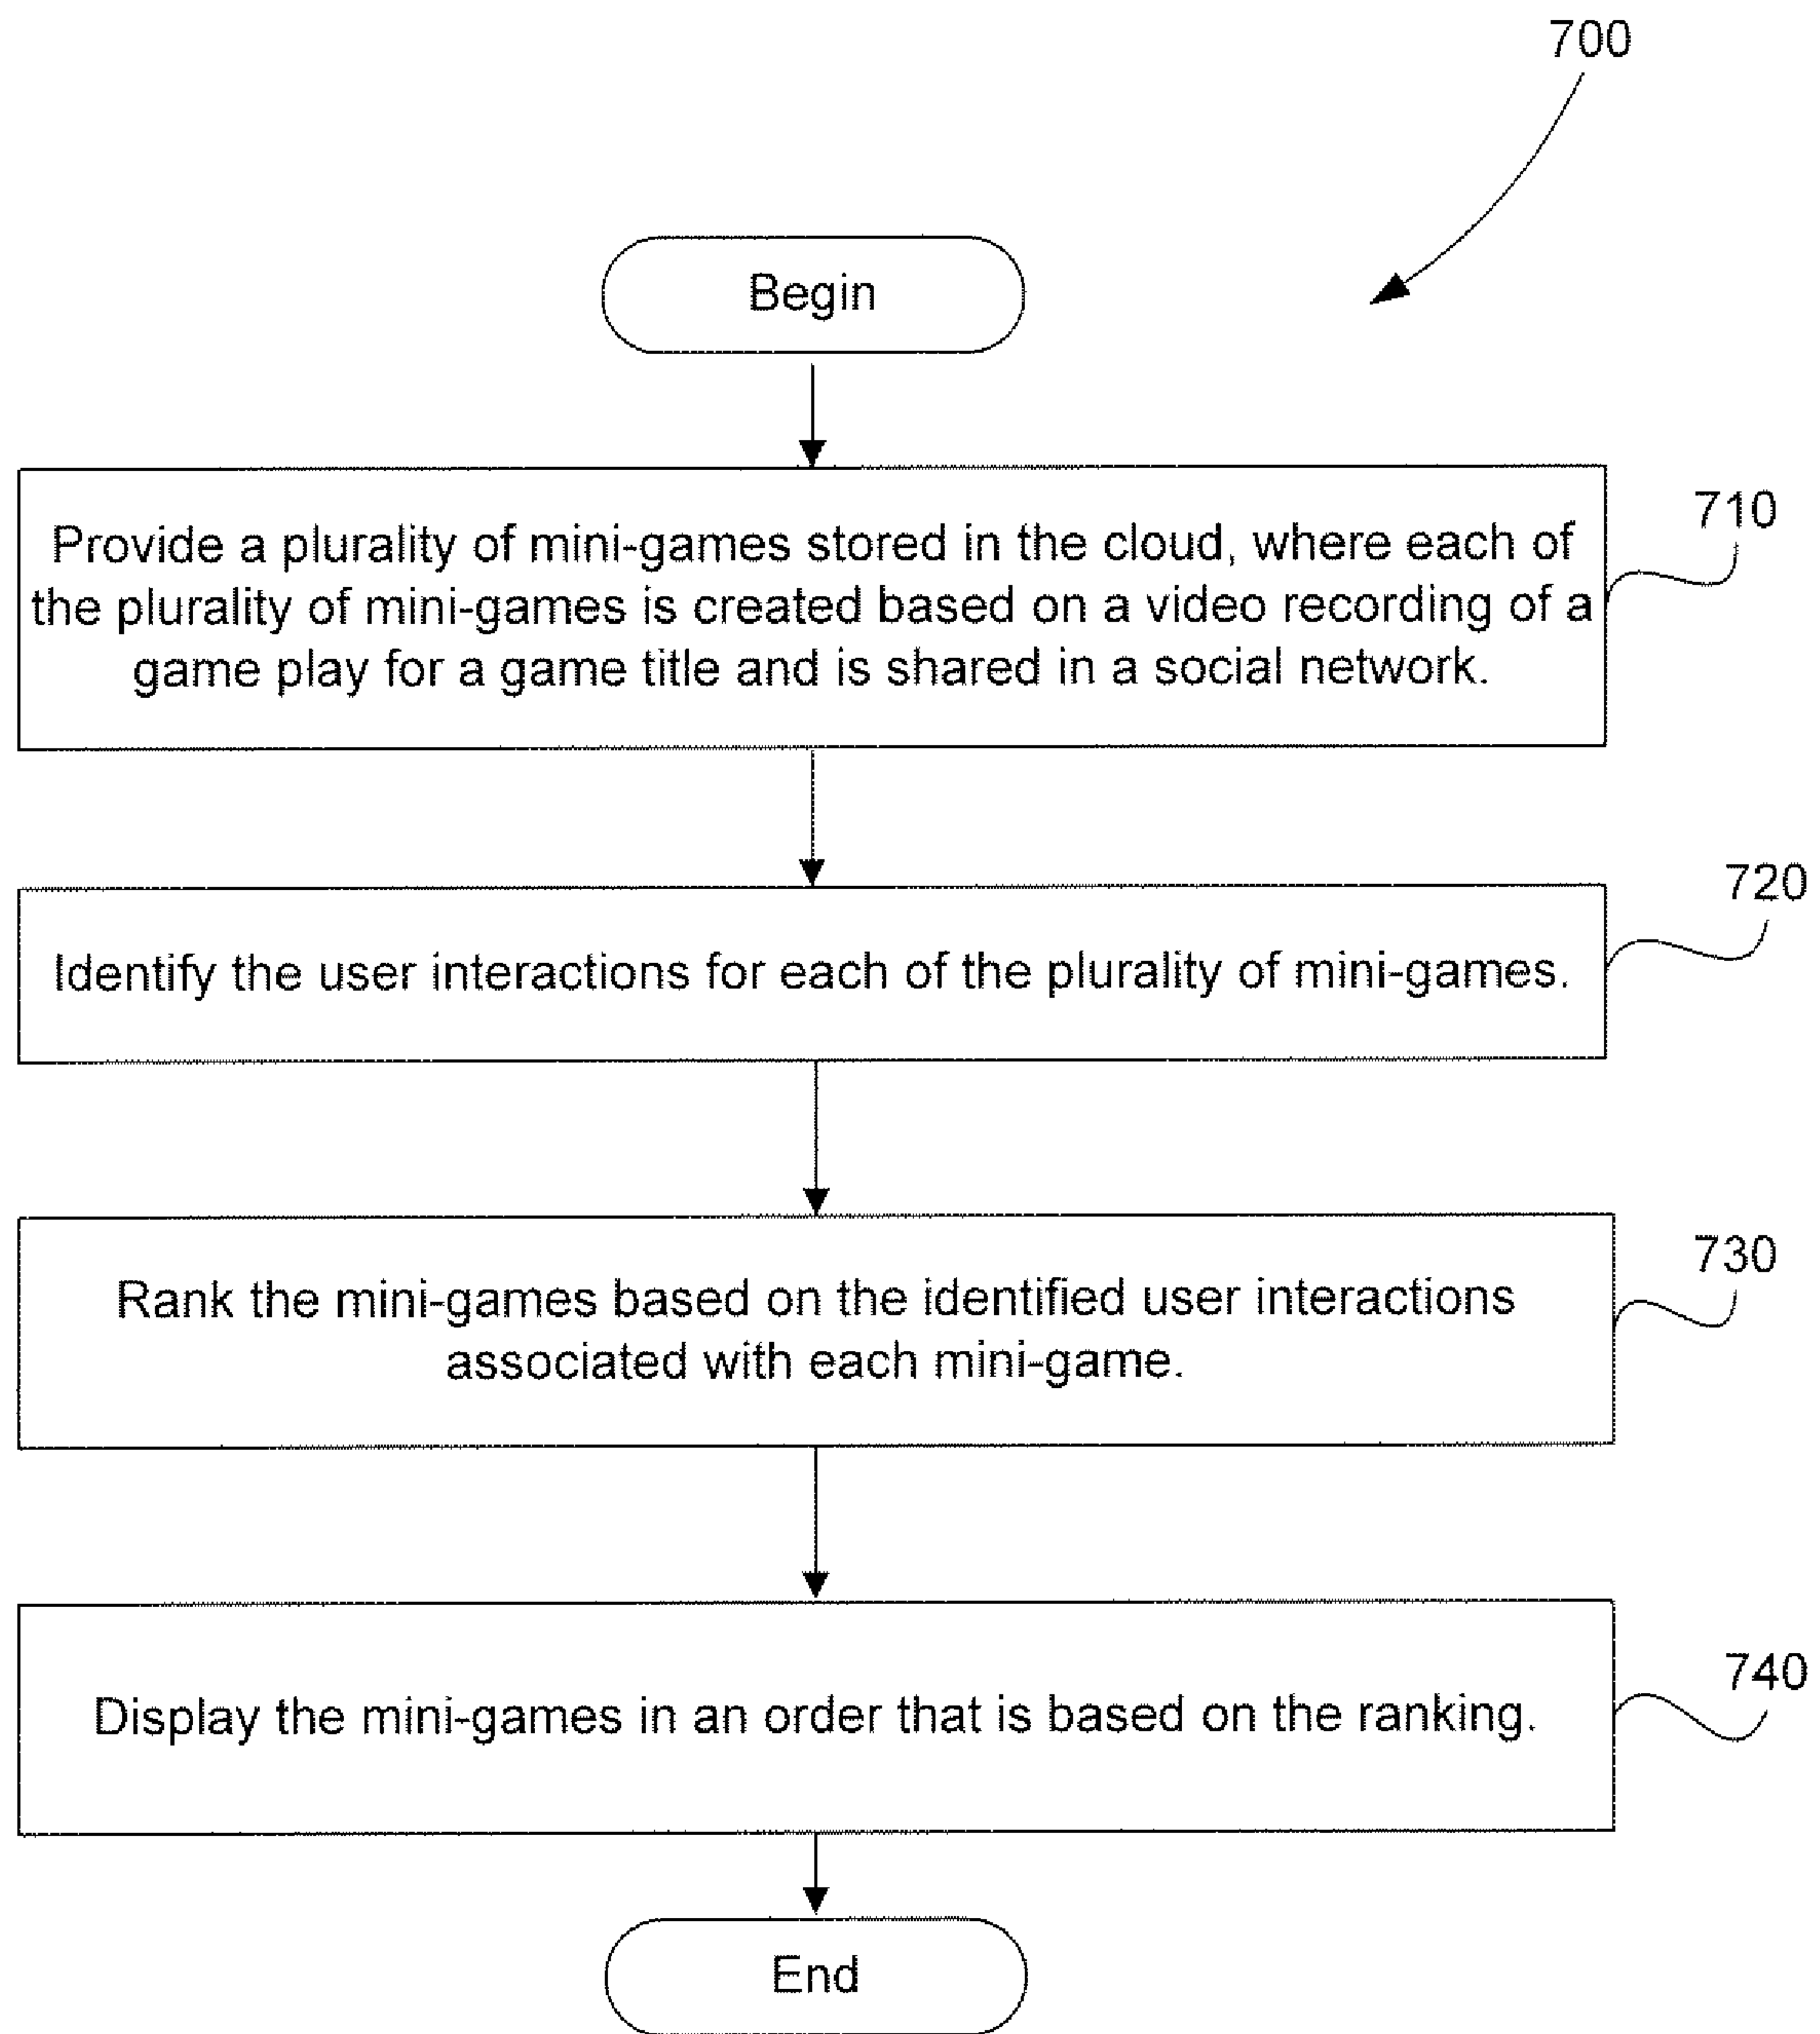 700
Begin
Provide a plurality of mini-games stored in the cloud, where each of
the plurality of mini-games is created based on a video recording of a
game play for a game title and is shared in a social network.
710
Identify the user interactions for each of the plurality of mini-games.
720
Rank the mini-games based on the identified user interactions
associated with each mini-game.
730
Display the mini-games in an order that is based on the ranking.
740
End